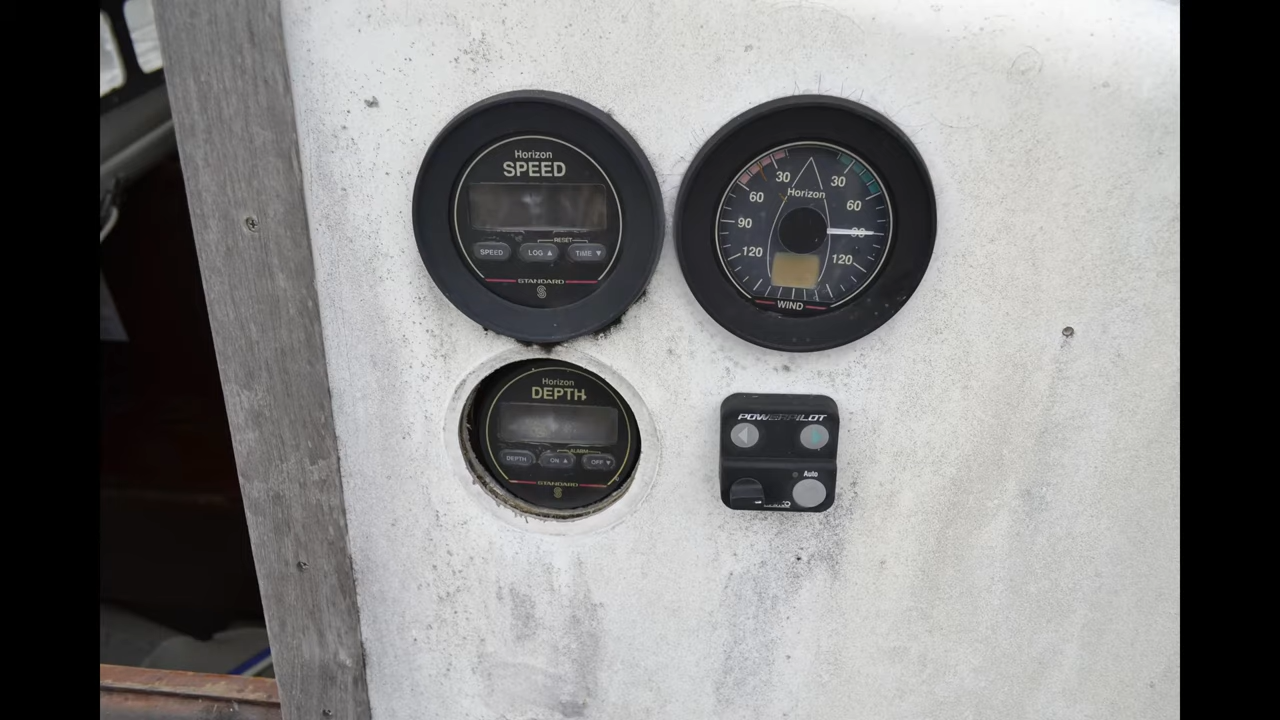 Horizon
SPEED
RESET
SPEED
LOG ▲
TIME ▼
STANDARD
30
30
Horizon
60
60
90
90
120
120
WIND
Horizon
DEPTH
ALARM
DEPTH
ON ▲
OFF ▼
STANDARD
POWERPILOT
Auto